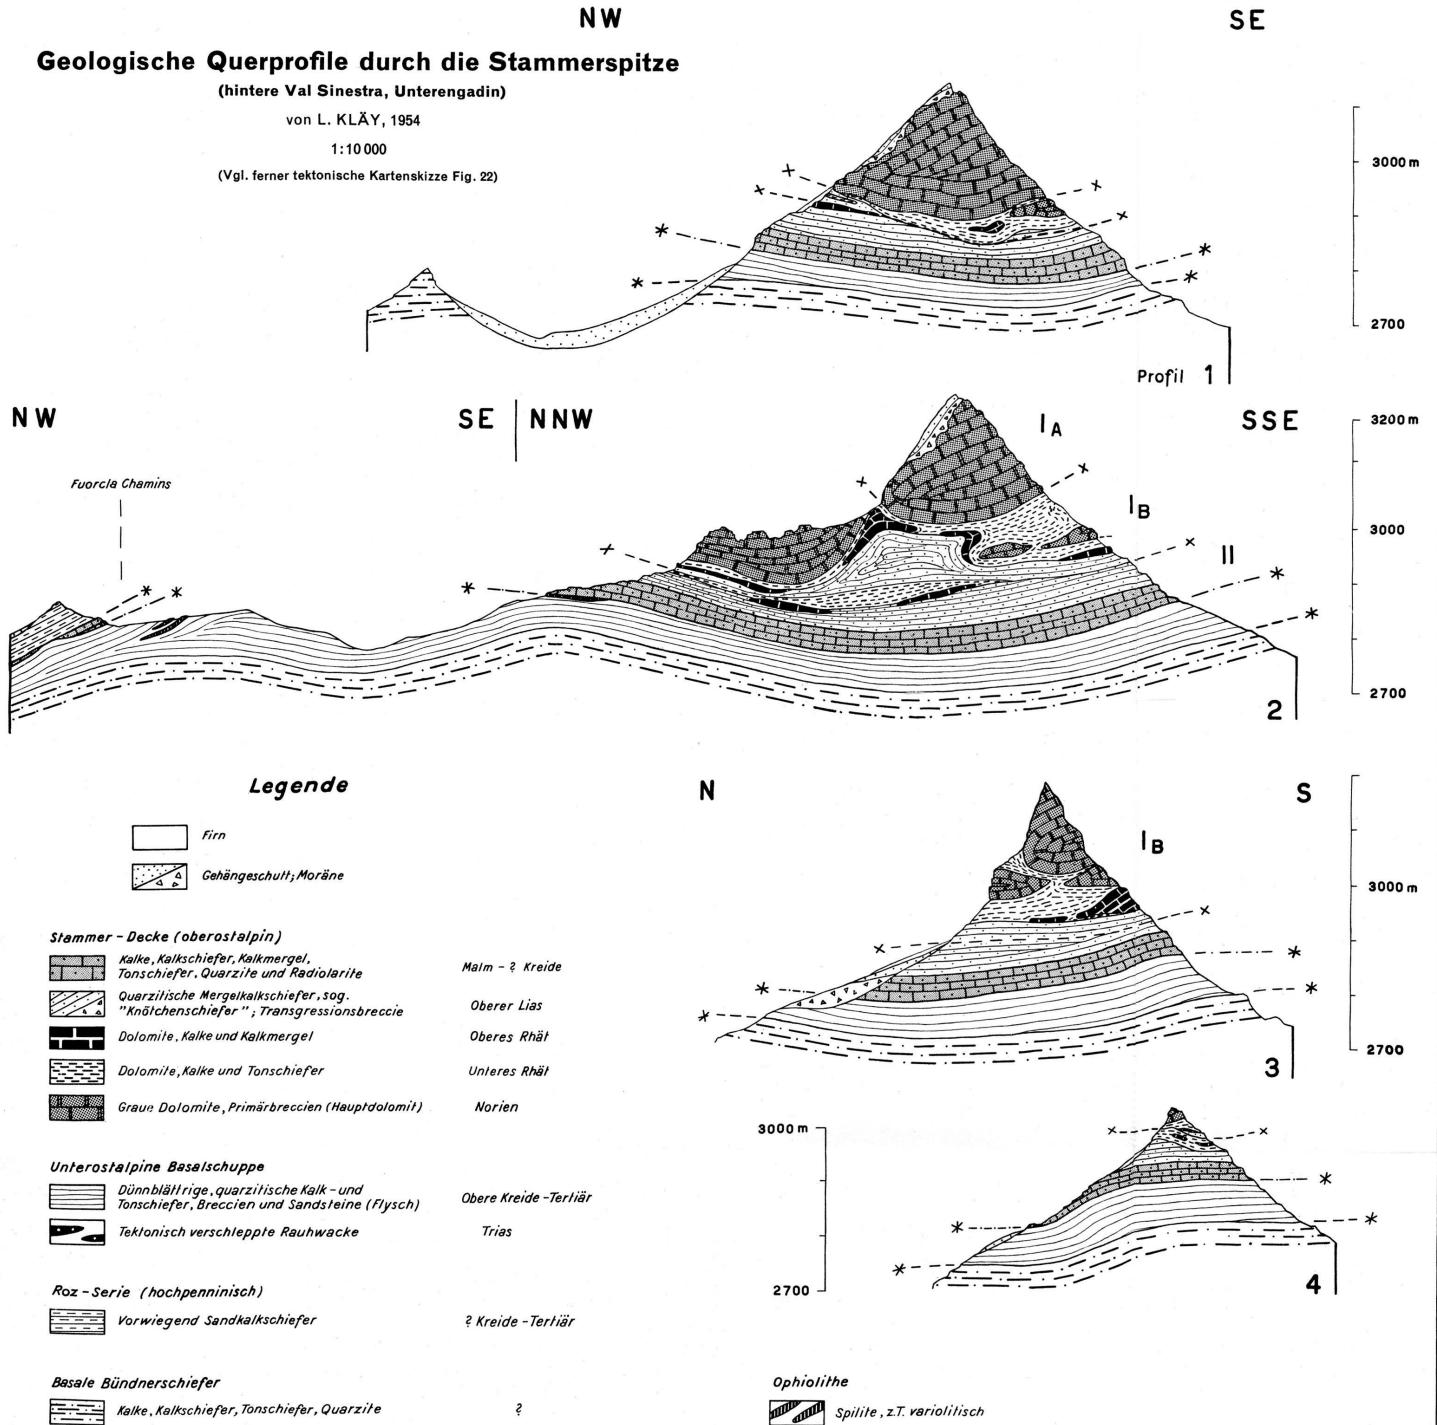 NW
SE
Geologische Querprofile durch die Stammerspitze
(hintere Val Sinestra, Unterengadin)
von L. KLÄY, 1954
1:10 000
(Vgl. ferner tektonische Kartenskizze Fig. 22)
3000 m
2700
Profil 1
NW
SE
NNW
SSE
3200 m
Fuorcla Chamins
IA
IB
II
3000
2700
2
Legende
Firn
Gehängeschutt; Moräne
Stammer-Decke (oberostalpin)
Kalke, Kalkschiefer, Kalkmergel,
Tonschiefer, Quarzite und Radiolarite
Malm - ? Kreide
Quarzitische Mergelkalkschiefer, sog.
"Knötchenschiefer"; Transgressionsbreccie
Oberer Lias
Dolomite, Kalke und Kalkmergel
Oberes Rhät
Dolomite, Kalke und Tonschiefer
Unteres Rhät
Graue Dolomite, Primärbreccien (Hauptdolomit)
Norien
Unterostalpine Basalschuppe
Dünnblättrige, quarzitische Kalk- und
Tonschiefer, Breccien und Sandsteine (Flysch)
Obere Kreide-Tertiär
Tektonisch verschleppte Rauhwacke
Trias
Roz-Serie (hochpenninisch)
Vorwiegend Sandkalkschiefer
? Kreide-Tertiär
Basale Bündnerschiefer
Kalke, Kalkschiefer, Tonschiefer, Quarzite
?
N
S
IB
3000 m
2700
3
3000 m
2700
4
Ophiolithe
Spilite, z.T. variolitisch